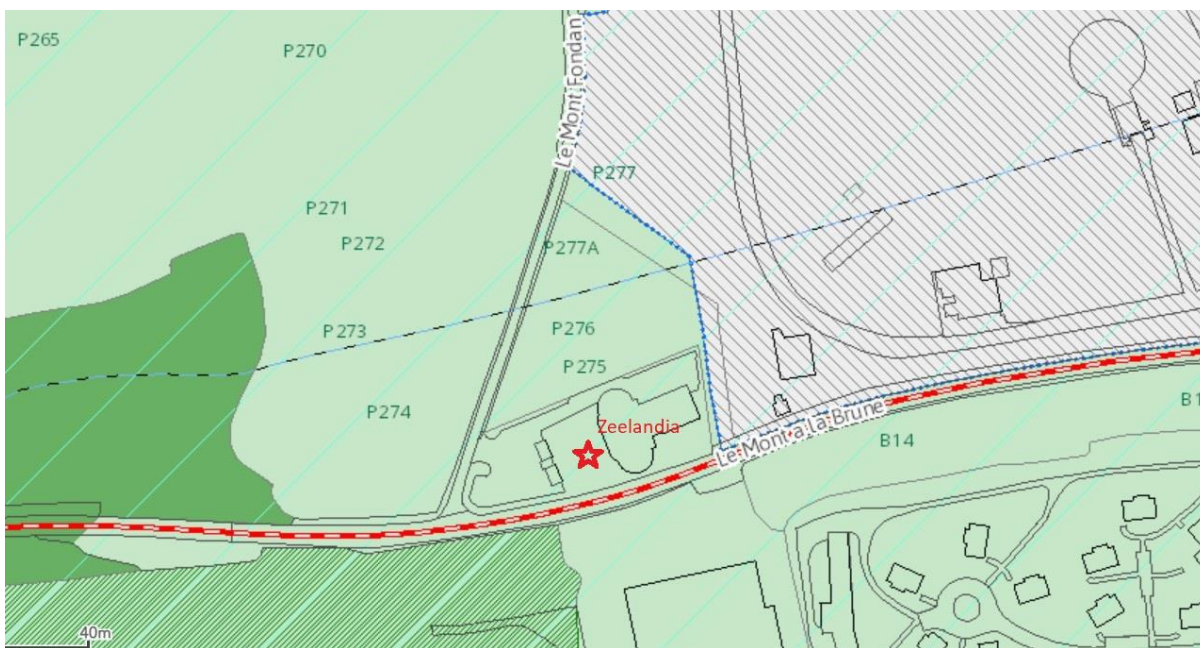 P265
P270
Le Mont Fondan
P277
P271
P272
P277A
P273
P276
P275
P274
Zeelandia
Le Mont a la Brune
B14
B1
40m